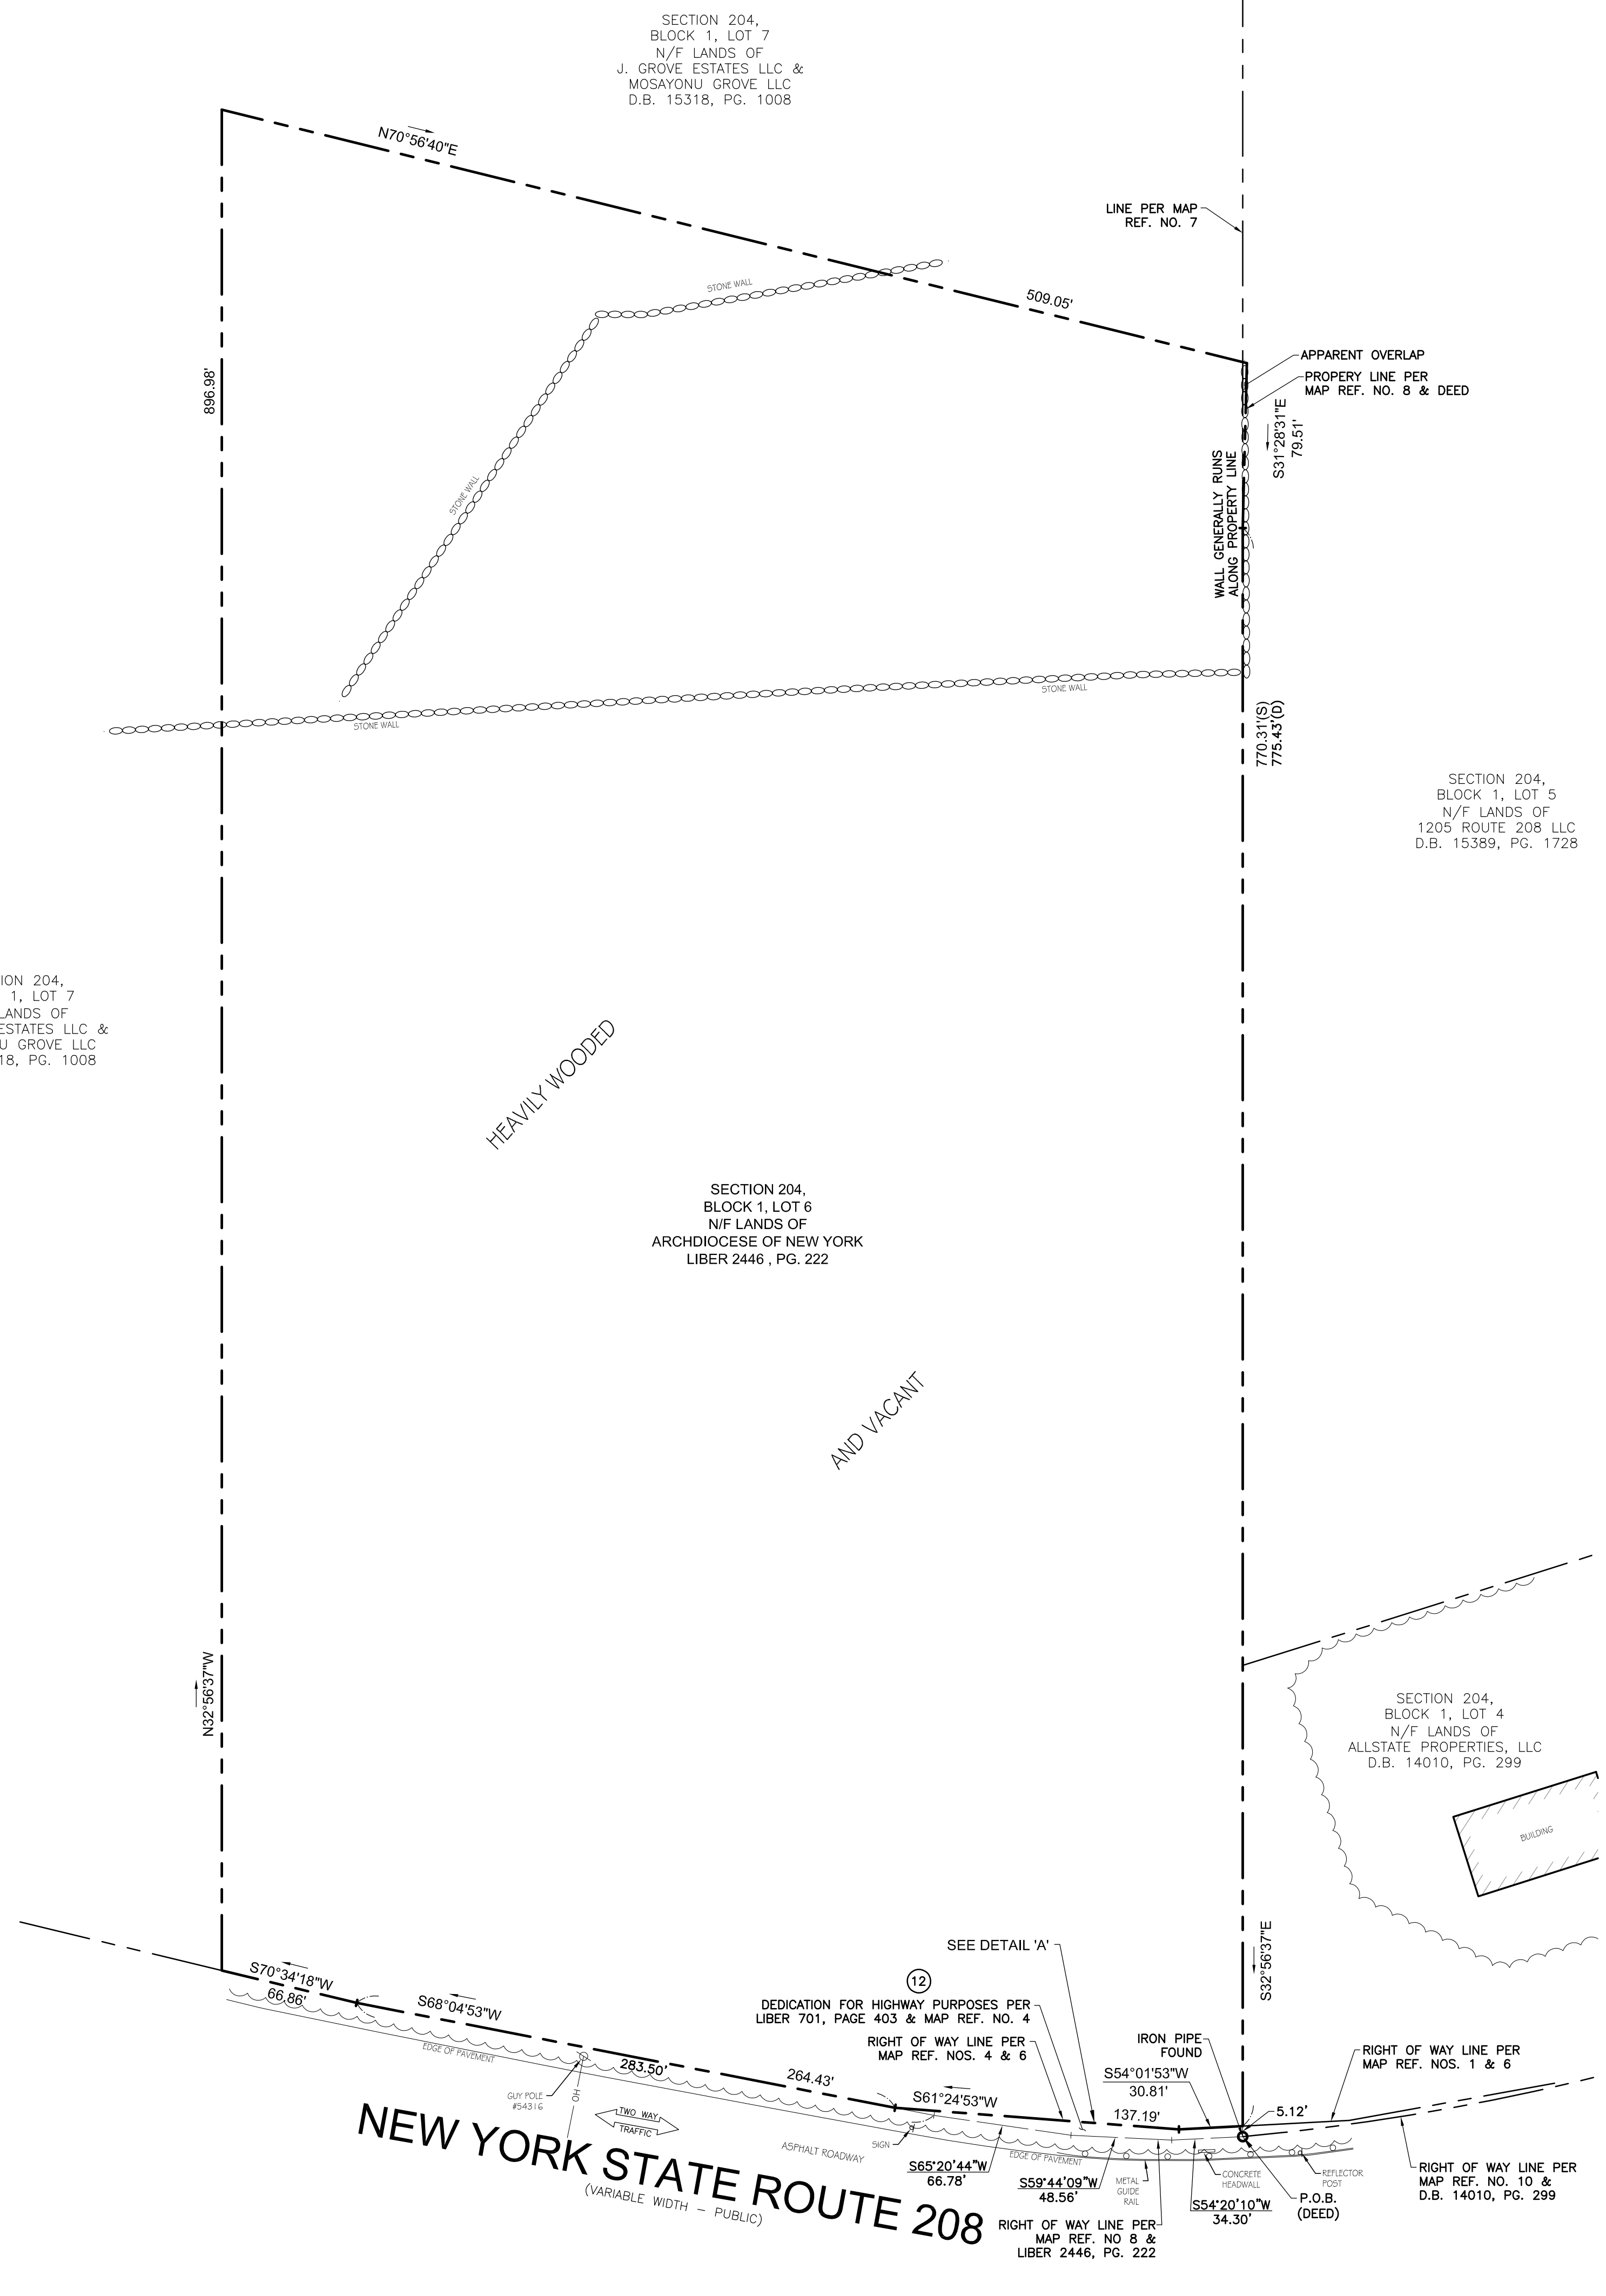 SECTION 204,
BLOCK 1, LOT 7
N/F LANDS OF
J. GROVE ESTATES LLC &
MOSAYONU GROVE LLC
D.B. 15318, PG. 1008
N70°56'40"E
LINE PER MAP
REF. NO. 7
STONE WALL
509.05'
APPARENT OVERLAP
PROPERY LINE PER
MAP REF. NO. 8 & DEED
896.98'
S31°28'31"E
79.51'
STONE WALL
WALL GENERALLY RUNS
ALONG PROPERTY LINE
STONE WALL
STONE WALL
770.31'(S)
775.43'(D)
SECTION 204,
BLOCK 1, LOT 5
N/F LANDS OF
1205 ROUTE 208 LLC
D.B. 15389, PG. 1728
ION 204,
1, LOT 7
LANDS OF
ESTATES LLC &
U GROVE LLC
18, PG. 1008
HEAVILY WOODED
SECTION 204,
BLOCK 1, LOT 6
N/F LANDS OF
ARCHDIOCESE OF NEW YORK
LIBER 2446 , PG. 222
AND VACANT
N32°56'37"W
SECTION 204,
BLOCK 1, LOT 4
N/F LANDS OF
ALLSTATE PROPERTIES, LLC
D.B. 14010, PG. 299
BUILDING
S32°56'37"E
SEE DETAIL 'A'
12
DEDICATION FOR HIGHWAY PURPOSES PER
LIBER 701, PAGE 403 & MAP REF. NO. 4
RIGHT OF WAY LINE PER
MAP REF. NOS. 4 & 6
IRON PIPE
FOUND
RIGHT OF WAY LINE PER
MAP REF. NOS. 1 & 6
S70°34'18"W
66.86'
S68°04'53"W
283.50'
264.43'
S61°24'53"W
137.19'
S54°01'53"W
30.81'
5.12'
EDGE OF PAVEMENT
GUY POLE
#54316
OH
TWO WAY
TRAFFIC
NEW YORK STATE ROUTE 208
(VARIABLE WIDTH - PUBLIC)
ASPHALT ROADWAY
SIGN
EDGE OF PAVEMENT
S65°20'44"W
66.78'
S59°44'09"W
48.56'
METAL
GUIDE
RAIL
CONCRETE
HEADWALL
S54°20'10"W
34.30'
REFLECTOR
POST
P.O.B.
(DEED)
RIGHT OF WAY LINE PER
MAP REF. NO. 10 &
D.B. 14010, PG. 299
RIGHT OF WAY LINE PER
MAP REF. NO 8 &
LIBER 2446, PG. 222